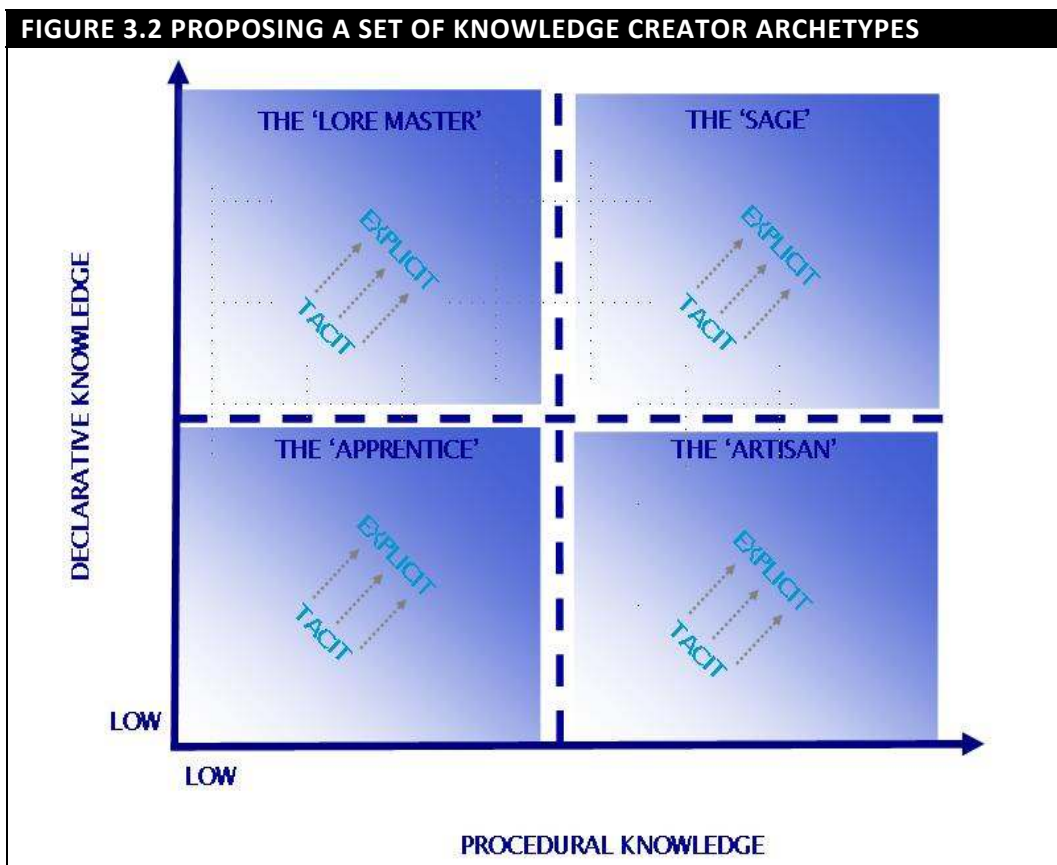 FIGURE 3.2 PROPOSING A SET OF KNOWLEDGE CREATOR ARCHETYPES
THE ‘LORE MASTER’
THE ‘SAGE’
EXPLICIT
TACIT
EXPLICIT
TACIT
DECLARATIVE KNOWLEDGE
THE ‘APPRENTICE’
THE ‘ARTISAN’
EXPLICIT
TACIT
EXPLICIT
TACIT
LOW
LOW
PROCEDURAL KNOWLEDGE